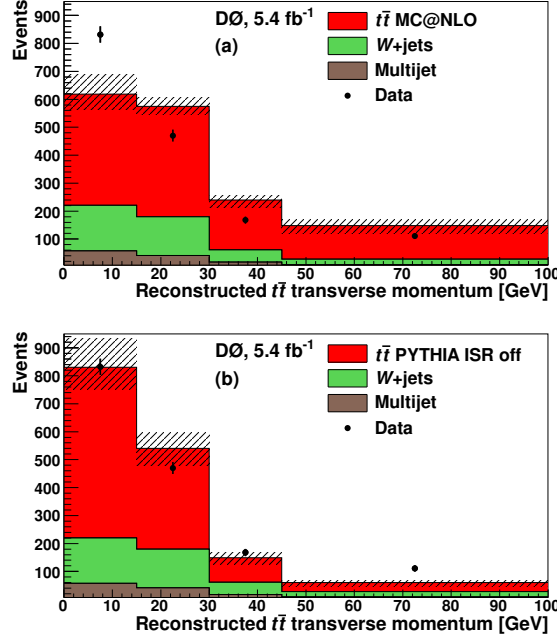 Events
900
800
700
600
500
400
300
200
100
DØ, 5.4 fb⁻¹
(a)
tt̄ MC@NLO
W+jets
Multijet
Data
0 10 20 30 40 50 60 70 80 90 100
Reconstructed tt̄ transverse momentum [GeV]
Events
900
800
700
600
500
400
300
200
100
DØ, 5.4 fb⁻¹
(b)
tt̄ PYTHIA ISR off
W+jets
Multijet
Data
0 10 20 30 40 50 60 70 80 90 100
Reconstructed tt̄ transverse momentum [GeV]